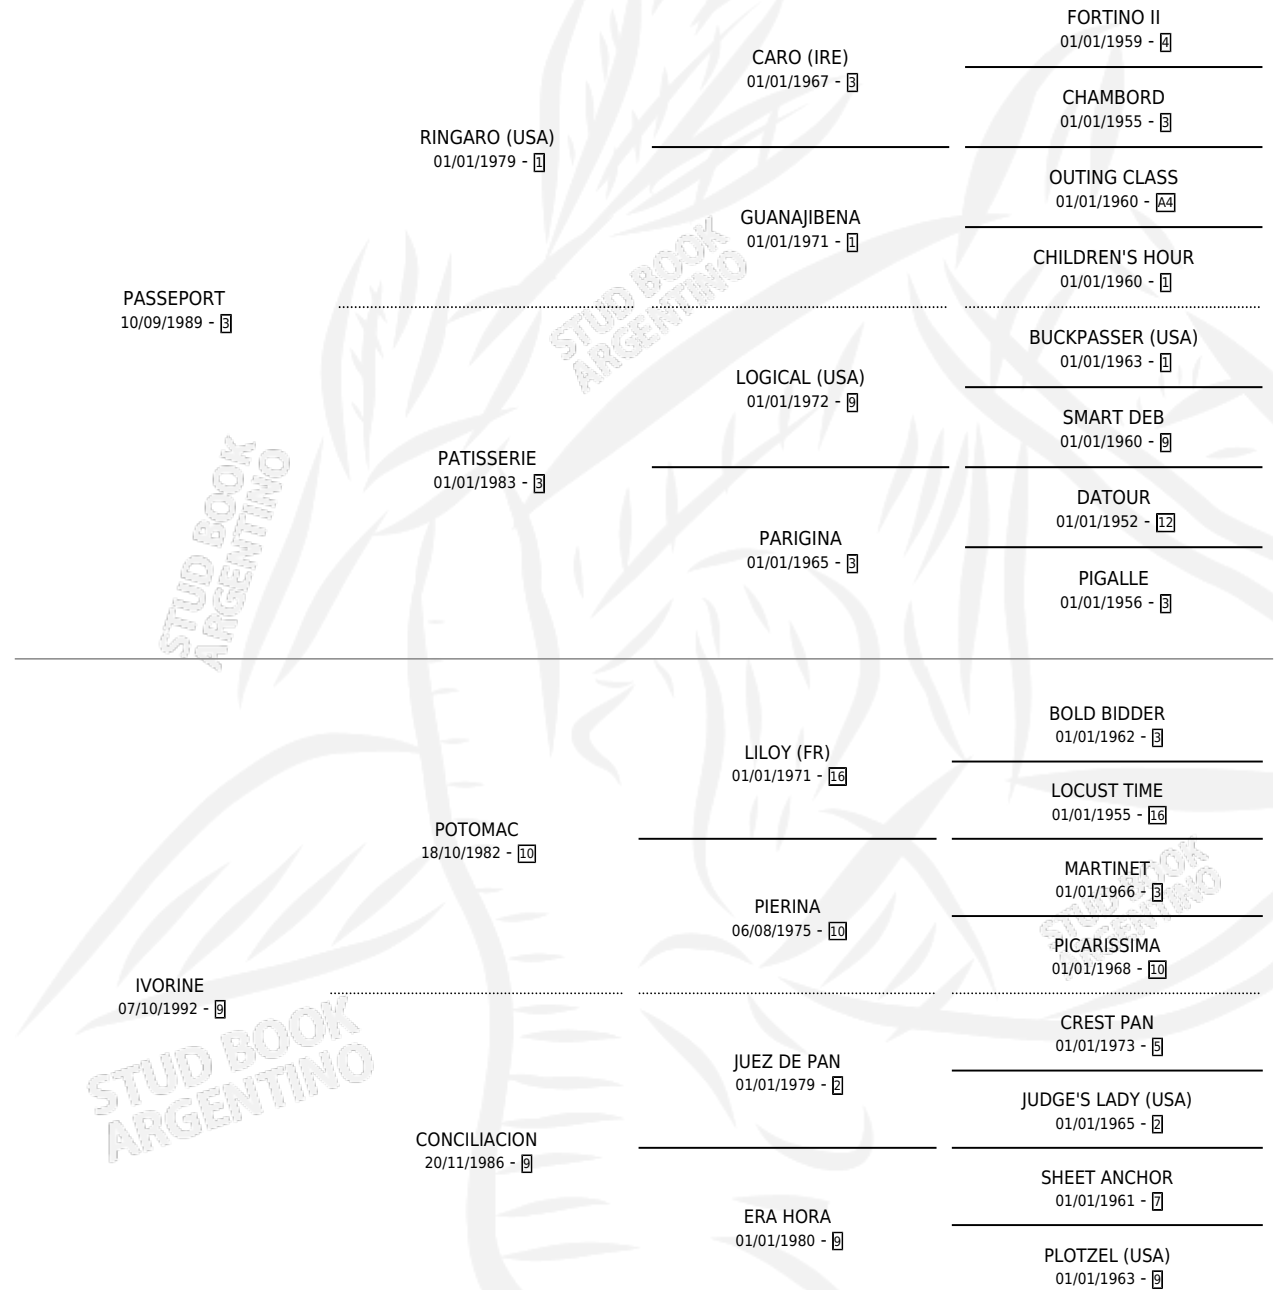 FORTINO II
01/01/1959 - 4
CARO (IRE)
01/01/1967 - 3
CHAMBORD
01/01/1955 - 3
RINGARO (USA)
01/01/1979 - 1
OUTING CLASS
01/01/1960 - A4
GUANAJIBENA
01/01/1971 - 1
CHILDREN'S HOUR
01/01/1960 - 1
PASSEPORT
10/09/1989 - 3
BUCKPASSER (USA)
01/01/1963 - 1
LOGICAL (USA)
01/01/1972 - 9
SMART DEB
01/01/1960 - 9
PATISSERIE
01/01/1983 - 3
DATOUR
01/01/1952 - 12
PARIGINA
01/01/1965 - 3
PIGALLE
01/01/1956 - 3
STUD BOOK
ARGENTINO
STUD BOOK
ARGENTINO
BOLD BIDDER
01/01/1962 - 3
LILOY (FR)
01/01/1971 - 16
LOCUST TIME
01/01/1955 - 16
POTOMAC
18/10/1982 - 10
MARTINET
01/01/1966 - 3
PIERINA
06/08/1975 - 10
PICARISSIMA
01/01/1968 - 10
STUD BOOK
ARGENTINO
IVORINE
07/10/1992 - 9
CREST PAN
01/01/1973 - 5
JUEZ DE PAN
01/01/1979 - 2
JUDGE'S LADY (USA)
01/01/1965 - 2
STUD BOOK
ARGENTINO
CONCILIACION
20/11/1986 - 9
SHEET ANCHOR
01/01/1961 - 7
ERA HORA
01/01/1980 - 9
PLOTZEL (USA)
01/01/1963 - 9